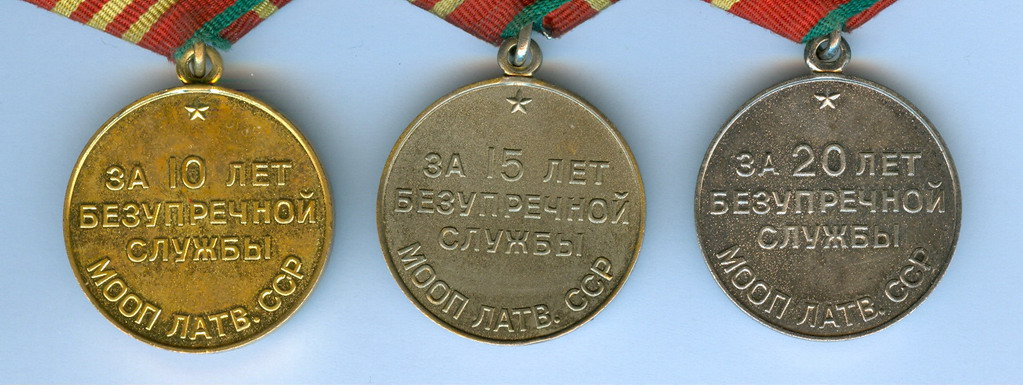 ЗА 10 ЛЕТ
БЕЗУПРЕЧНОЙ
СЛУЖБЫ
МООП ЛАТВ. ССР
ЗА 15 ЛЕТ
БЕЗУПРЕЧНОЙ
СЛУЖБЫ
МООП ЛАТВ. ССР
ЗА 20 ЛЕТ
БЕЗУПРЕЧНОЙ
СЛУЖБЫ
МООП ЛАТВ. ССР